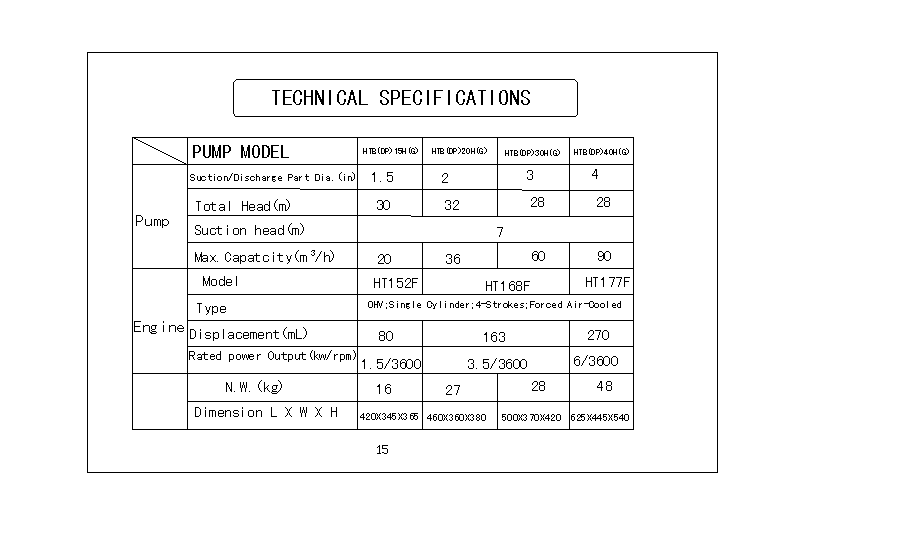 TECHNICAL SPECIFICATIONS
PUMP MODEL HTB(DP)15H(G) HTB(DP)20H(G) HTB(DP)30H(G) HTB(DP)40H(G)
Pump
Suction/Discharge Part Dia.(in) 1.5 2 3 4
Total Head(m) 30 32 28 28
Suction head(m) 7
Max.Capatcity(m³/h) 20 36 60 90
Engine
Model HT152F HT168F HT177F
Type OHV;Single Cylinder;4-Strokes;Forced Air-Cooled
Displacement(mL) 80 163 270
Rated power Output(kw/rpm) 1.5/3600 3.5/3600 6/3600
N.W.(kg) 16 27 28 48
Dimension L X W X H 420X345X365 460X360X380 500X370X420 625X445X540
15